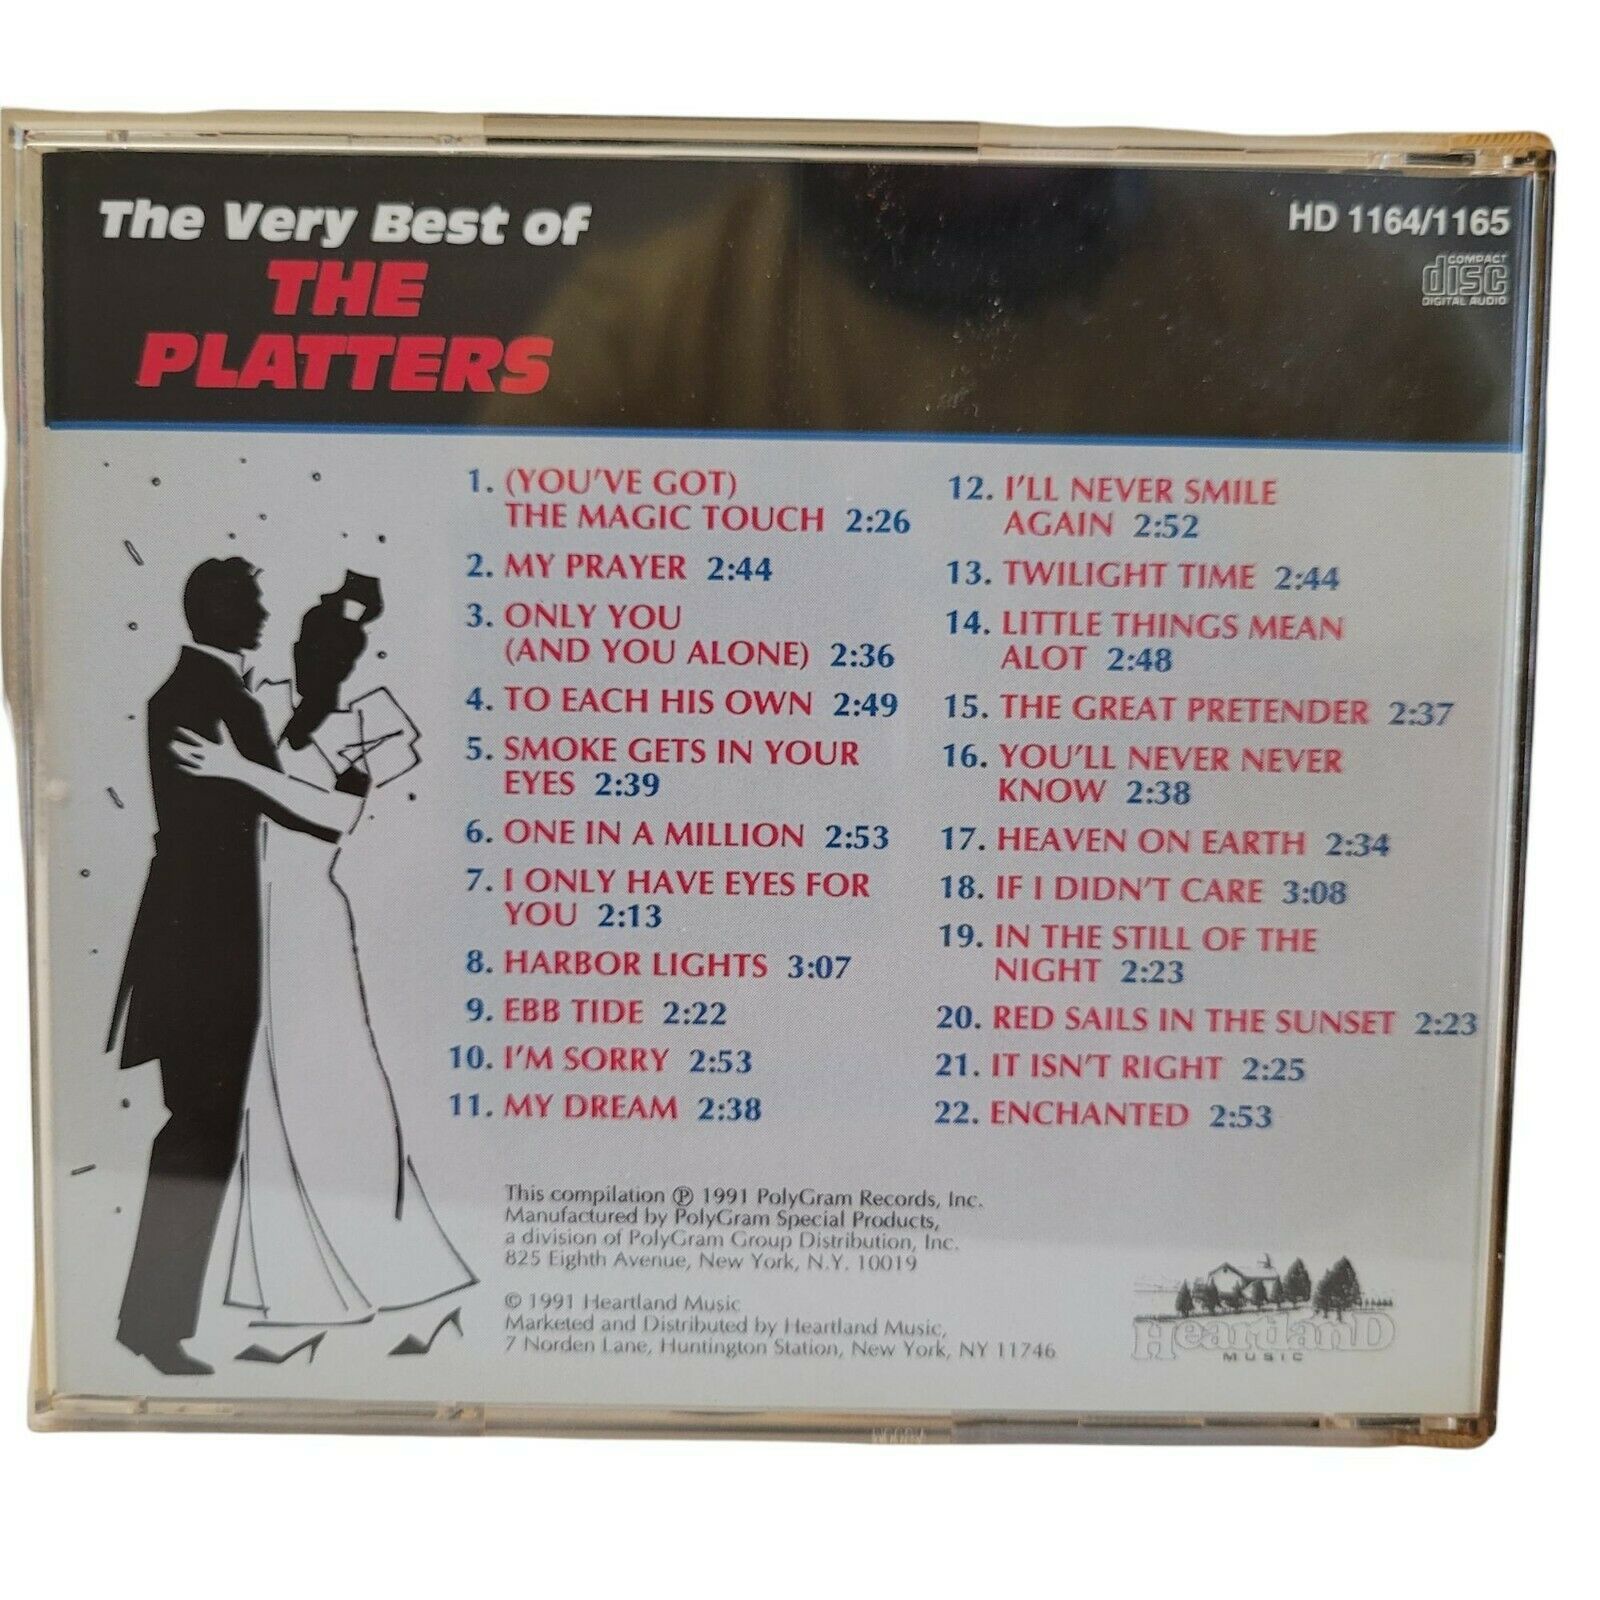 The Very Best of
THE
PLATTERS
HD 1164/1165
COMPACT
disc
DIGITAL AUDIO
1. (YOU'VE GOT)
THE MAGIC TOUCH 2:26
2. MY PRAYER 2:44
3. ONLY YOU
(AND YOU ALONE) 2:36
4. TO EACH HIS OWN 2:49
5. SMOKE GETS IN YOUR
EYES 2:39
6. ONE IN A MILLION 2:53
7. I ONLY HAVE EYES FOR
YOU 2:13
8. HARBOR LIGHTS 3:07
9. EBB TIDE 2:22
10. I'M SORRY 2:53
11. MY DREAM 2:38
12. I'LL NEVER SMILE
AGAIN 2:52
13. TWILIGHT TIME 2:44
14. LITTLE THINGS MEAN
ALOT 2:48
15. THE GREAT PRETENDER 2:37
16. YOU'LL NEVER NEVER
KNOW 2:38
17. HEAVEN ON EARTH 2:34
18. IF I DIDN'T CARE 3:08
19. IN THE STILL OF THE
NIGHT 2:23
20. RED SAILS IN THE SUNSET 2:23
21. IT ISN'T RIGHT 2:25
22. ENCHANTED 2:53
This compilation ℗ 1991 PolyGram Records, Inc.
Manufactured by PolyGram Special Products,
a division of PolyGram Group Distribution, Inc.
825 Eighth Avenue, New York, N.Y. 10019
© 1991 Heartland Music
Marketed and Distributed by Heartland Music,
7 Norden Lane, Huntington Station, New York, NY 11746
HeartlanD
MUSIC